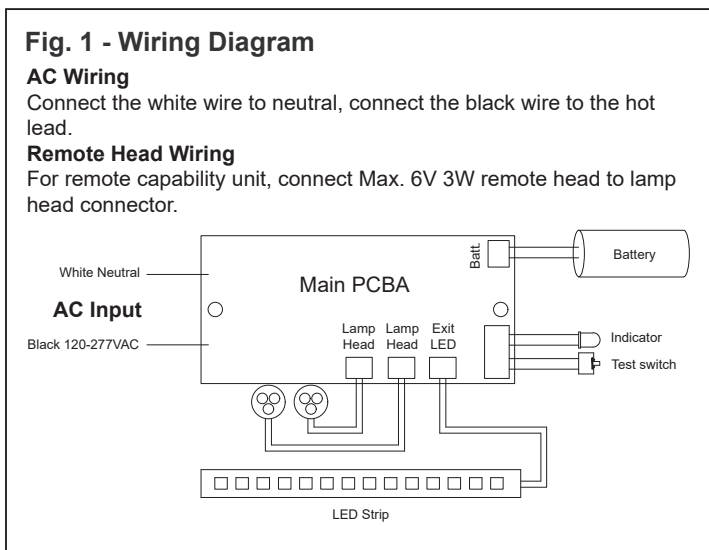 Fig. 1 - Wiring Diagram
AC Wiring
Connect the white wire to neutral, connect the black wire to the hot
lead.
Remote Head Wiring
For remote capability unit, connect Max. 6V 3W remote head to lamp
head connector.
White Neutral
AC Input
Black 120-277VAC
Main PCBA
Batt.
Battery
Lamp
Head
Lamp
Head
Exit
LED
Indicator
Test switch
LED Strip